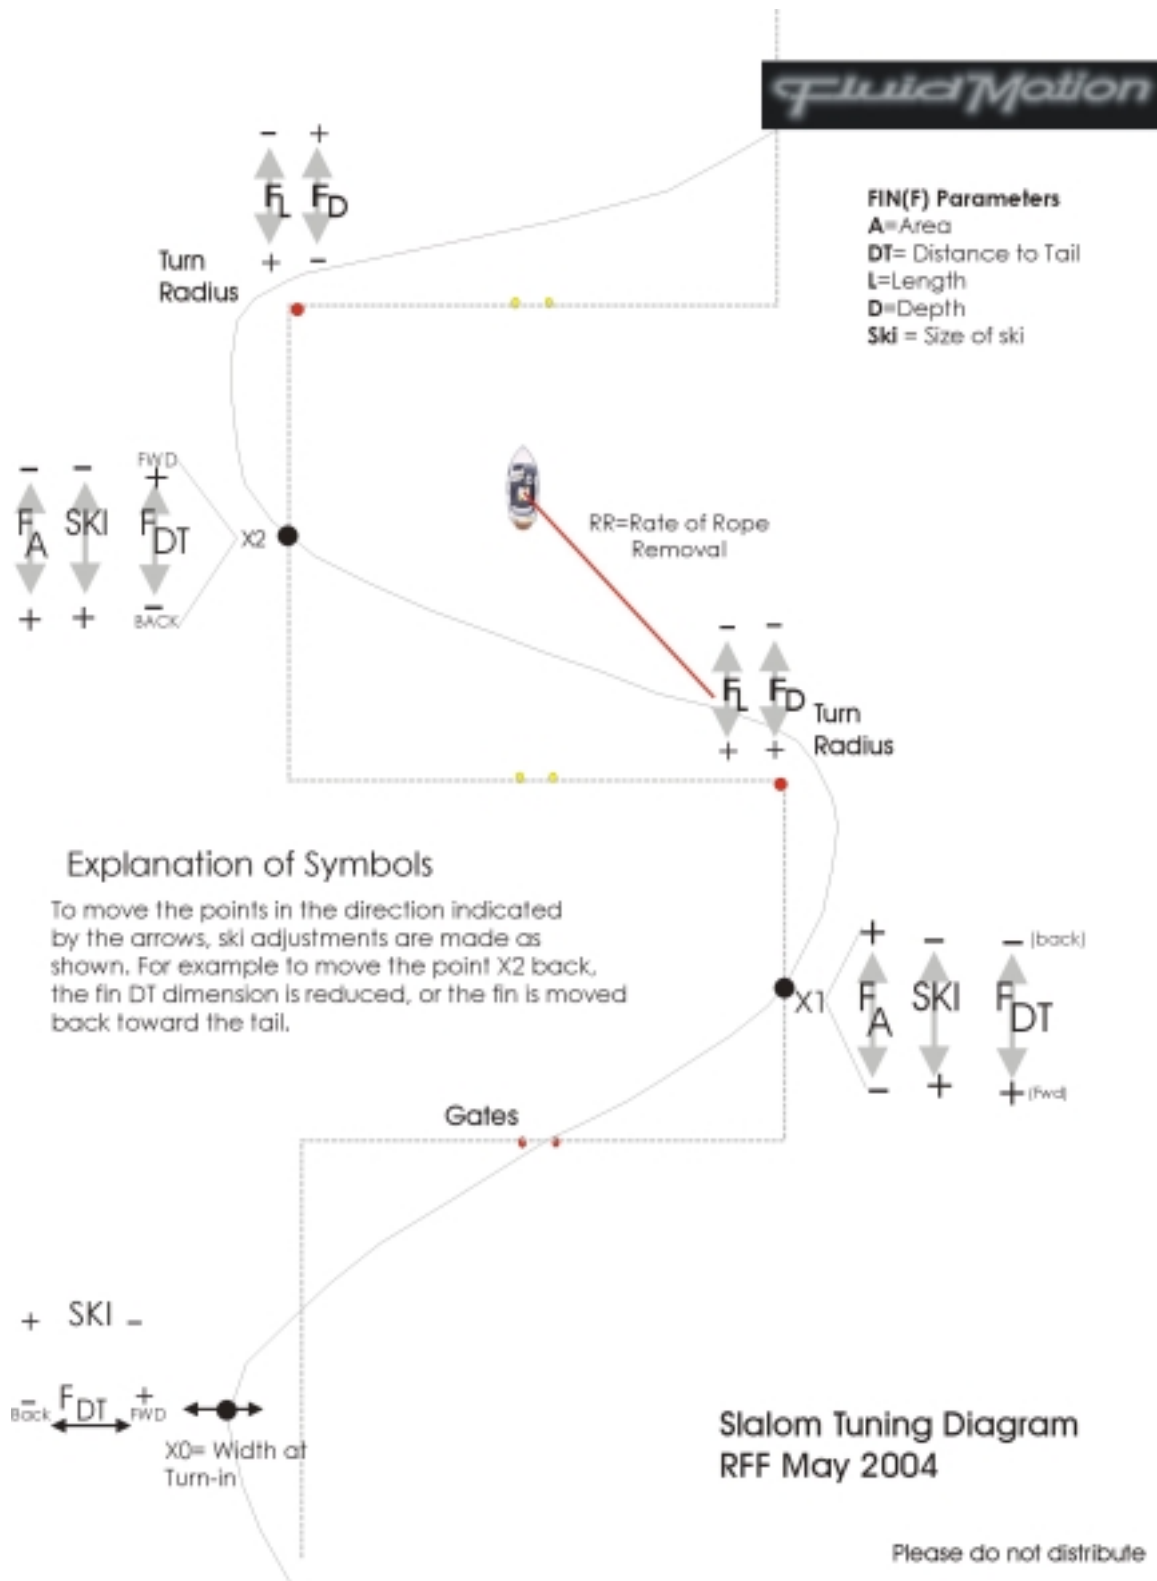 Fluid Motion
- +
FL FD
+ -
Turn
Radius
FIN(F) Parameters
A=Area
DT= Distance to Tail
L=Length
D=Depth
Ski = Size of ski
- - FWD +
FA SKI FDT
+ + - BACK
X2
RR=Rate of Rope
Removal
- -
FL FD
+ +
Turn
Radius
Explanation of Symbols
To move the points in the direction indicated
by the arrows, ski adjustments are made as
shown. For example to move the point X2 back,
the fin DT dimension is reduced, or the fin is moved
back toward the tail.
+ - - (back)
X1 FA SKI FDT
- + + (Fwd)
Gates
+ SKI -
- Back FDT + FWD
X0= Width at
Turn-in
Slalom Tuning Diagram
RFF May 2004
Please do not distribute